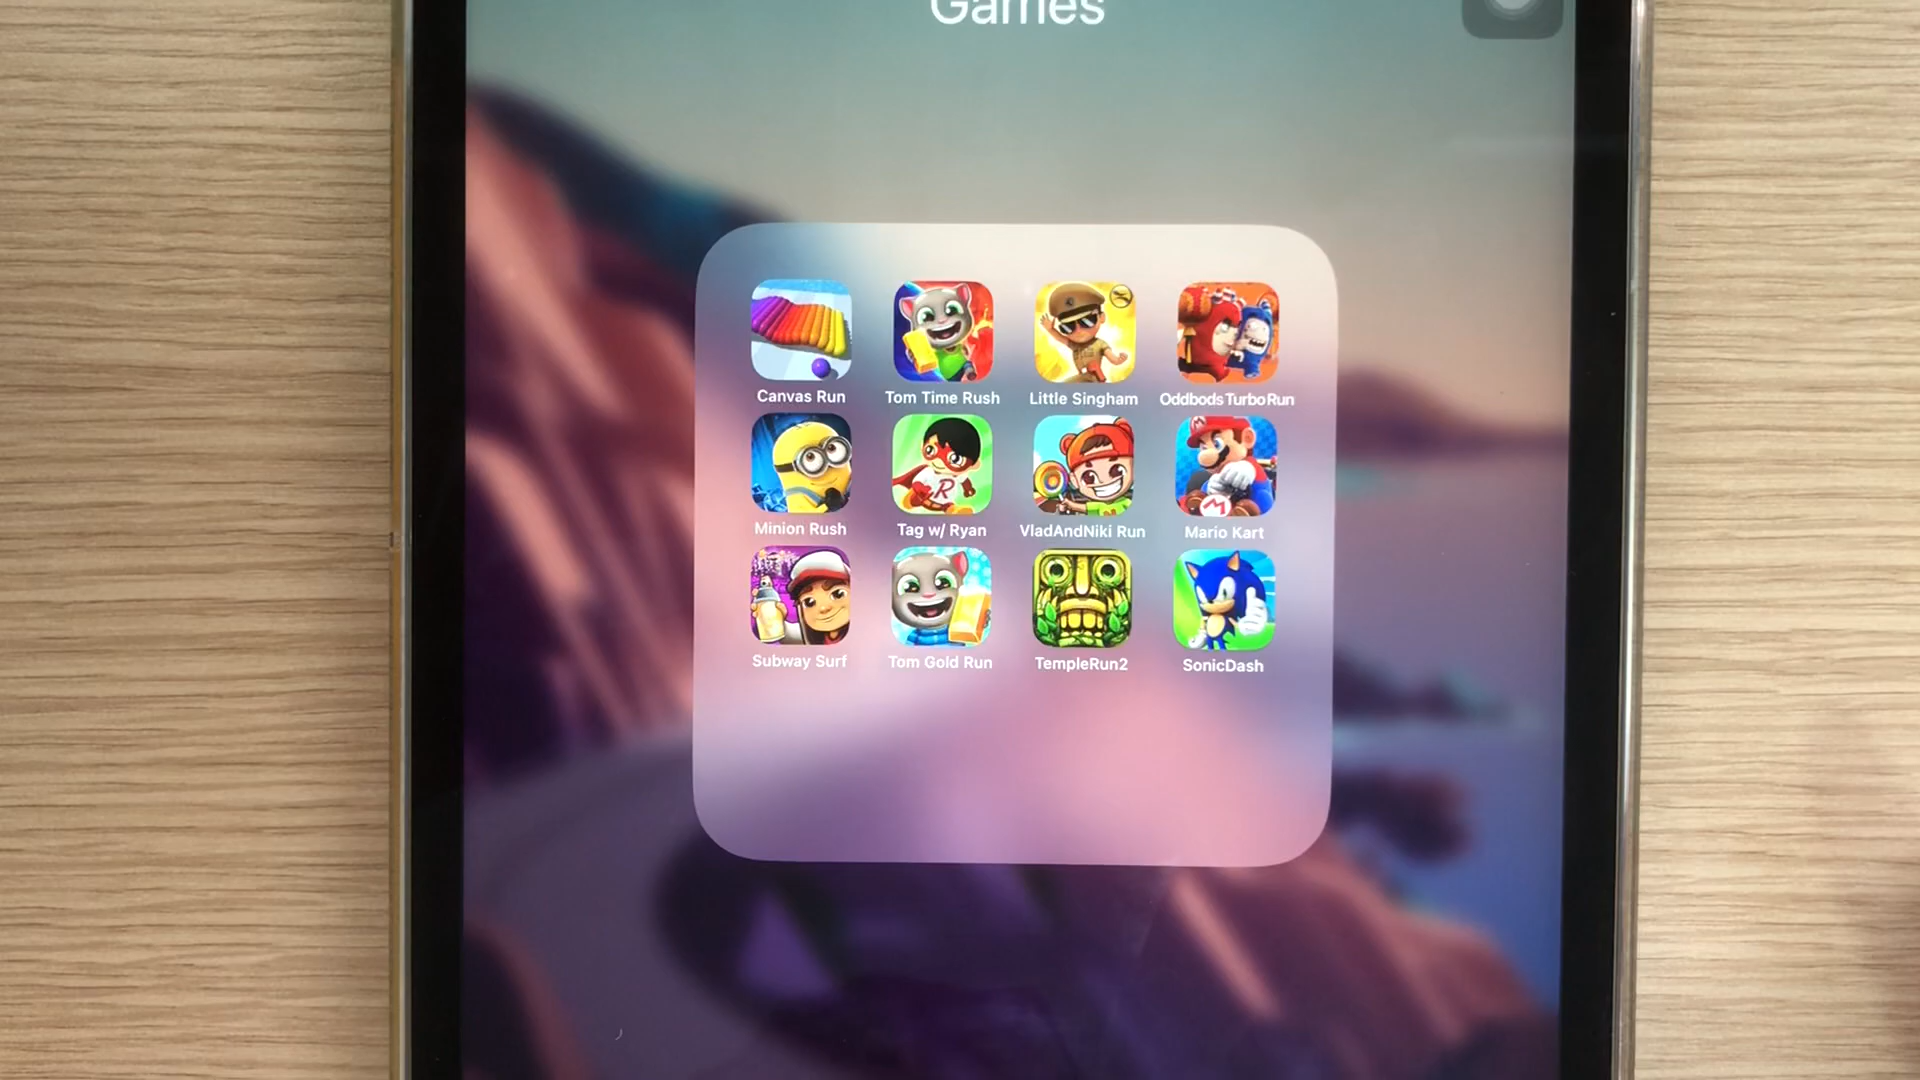 Games
Canvas Run
Tom Time Rush
Little Singham
Oddbods Turbo Run
Minion Rush
Tag w/ Ryan
VladAndNiki Run
Mario Kart
Subway Surf
Tom Gold Run
TempleRun2
SonicDash
R
M